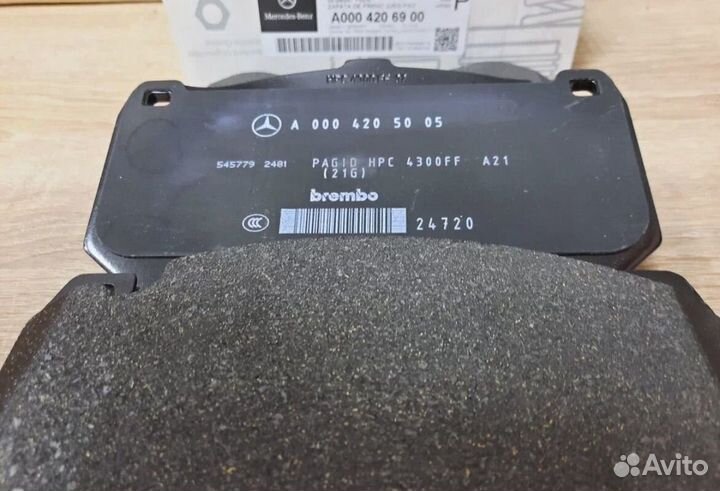 Mercedes-Benz
A000 420 69 00
A 000 420 50 05
545779 2481 PAGID HPC 4300FF A21
(21G)
brembo
CCC
24720
Avito